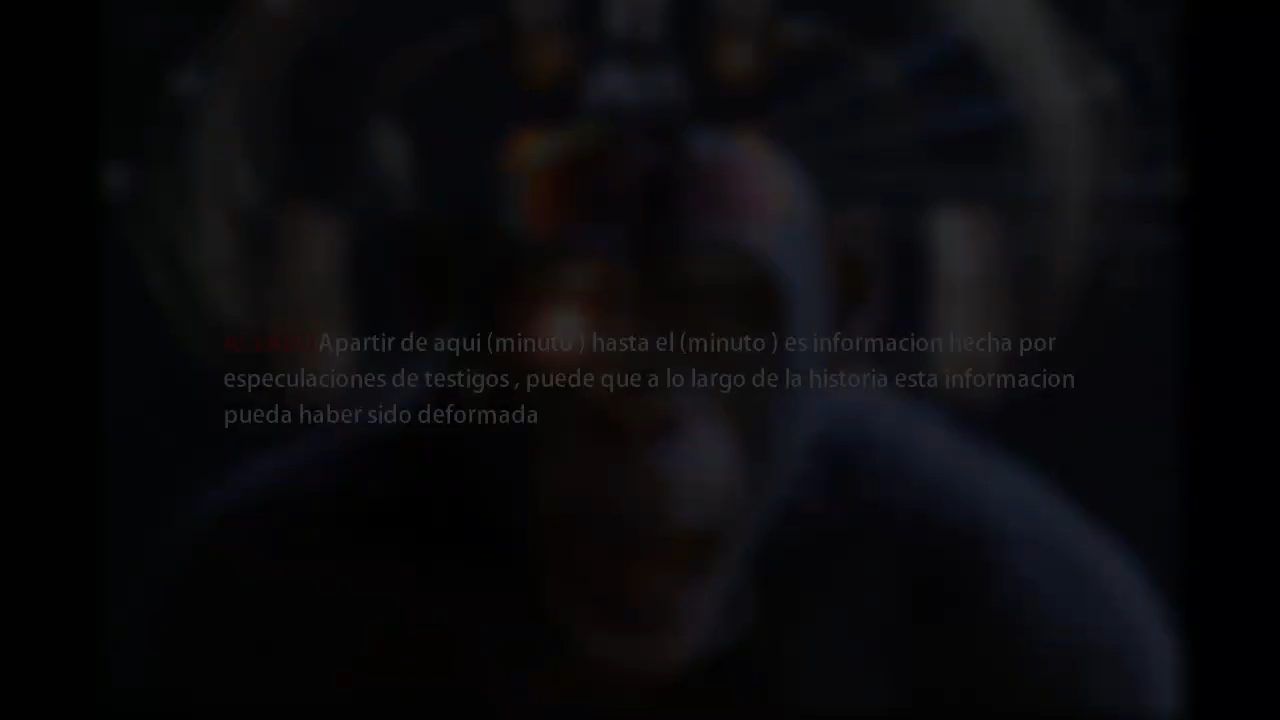 Apartir de aqui (minuto ) hasta el (minuto ) es informacion hecha por
especulaciones de testigos , puede que a lo largo de la historia esta informacion
pueda haber sido deformada